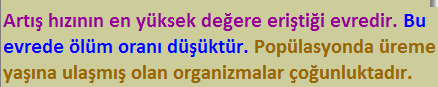 Artış hızının en yüksek değere eriştiği evredir. Bu
evrede ölüm oranı düşüktür. Popülasyonda üreme
yaşına ulaşmış olan organizmalar çoğunluktadır.